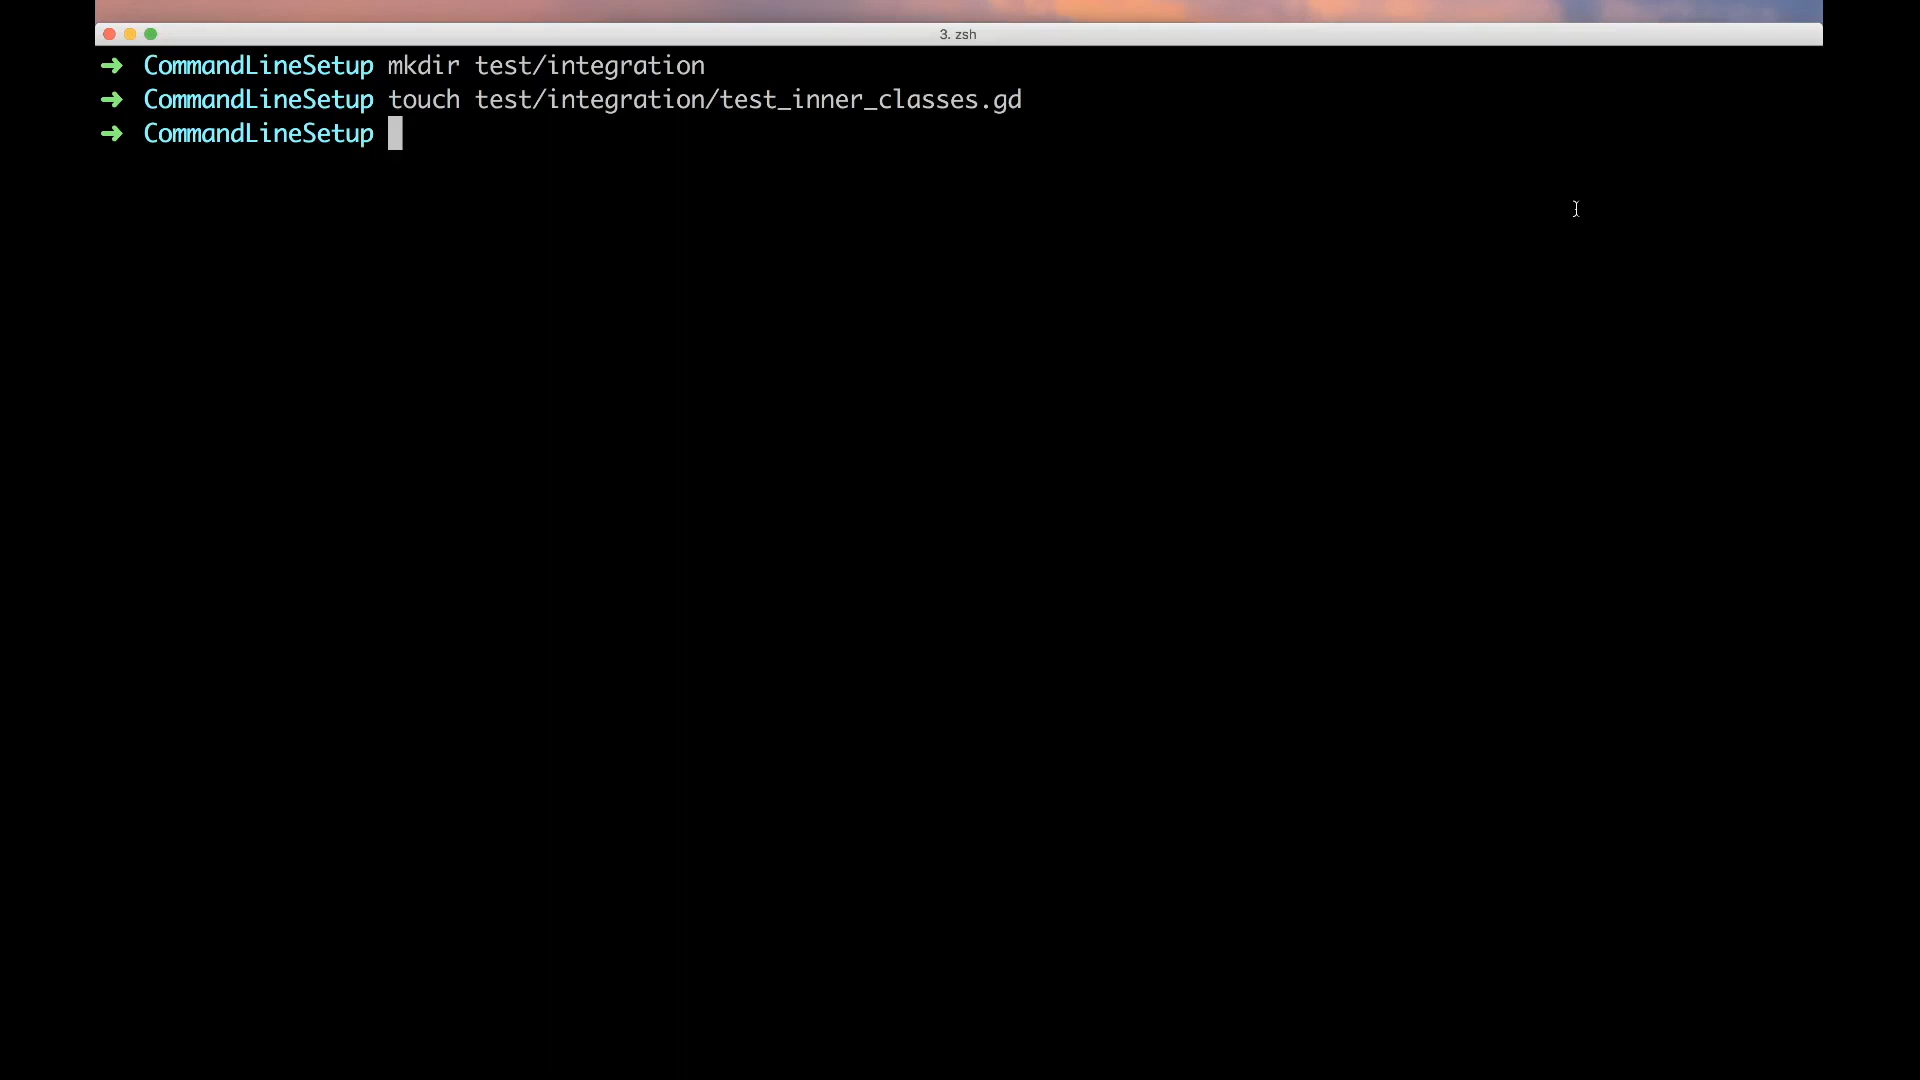 3. zsh
➜ CommandLineSetup mkdir test/integration
➜ CommandLineSetup touch test/integration/test_inner_classes.gd
➜ CommandLineSetup